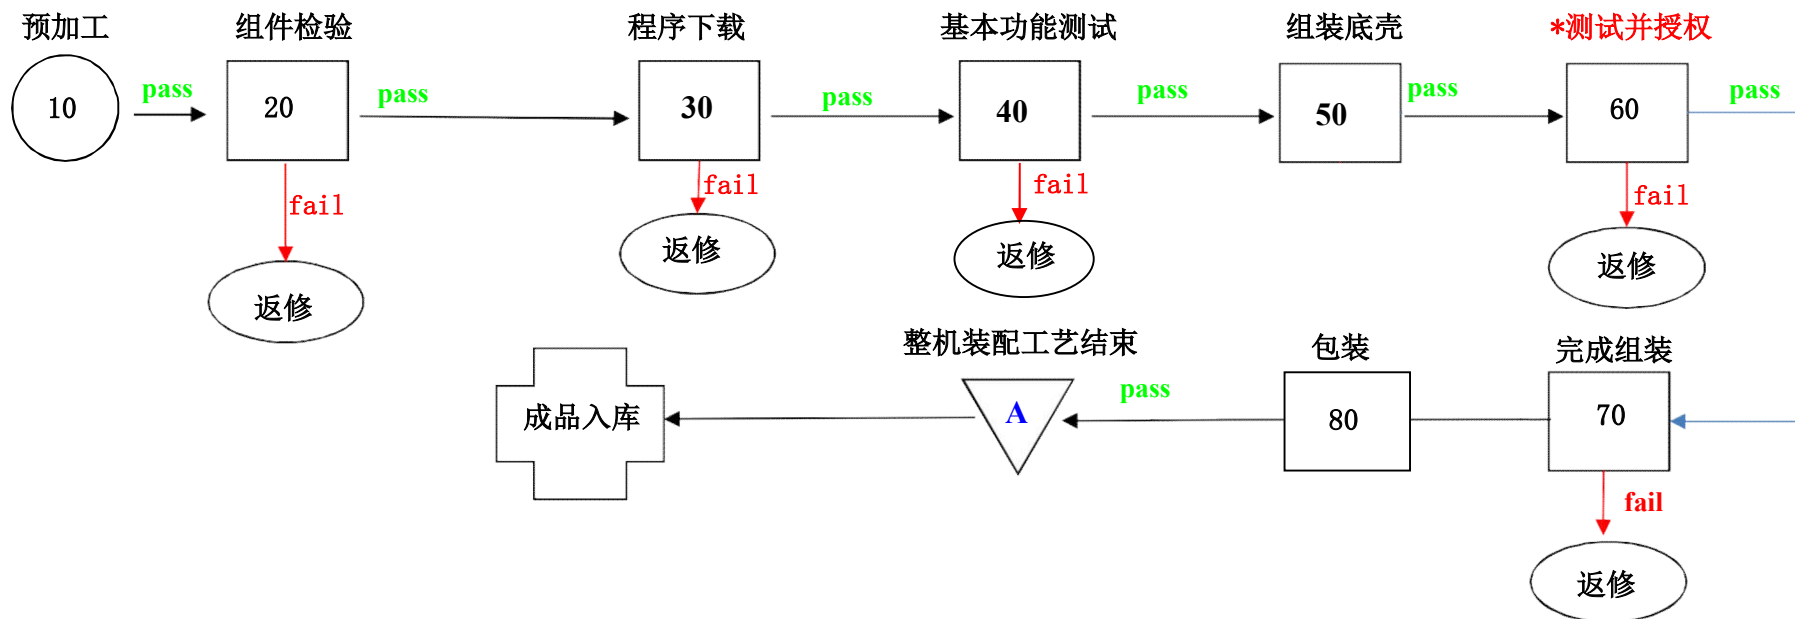 预加工
组件检验
程序下载
基本功能测试
组装底壳
*测试并授权
10
pass
20
pass
30
pass
40
pass
50
pass
60
pass
fail
fail
fail
fail
返修
返修
返修
返修
整机装配工艺结束
包装
完成组装
成品入库
A
pass
80
70
fail
返修